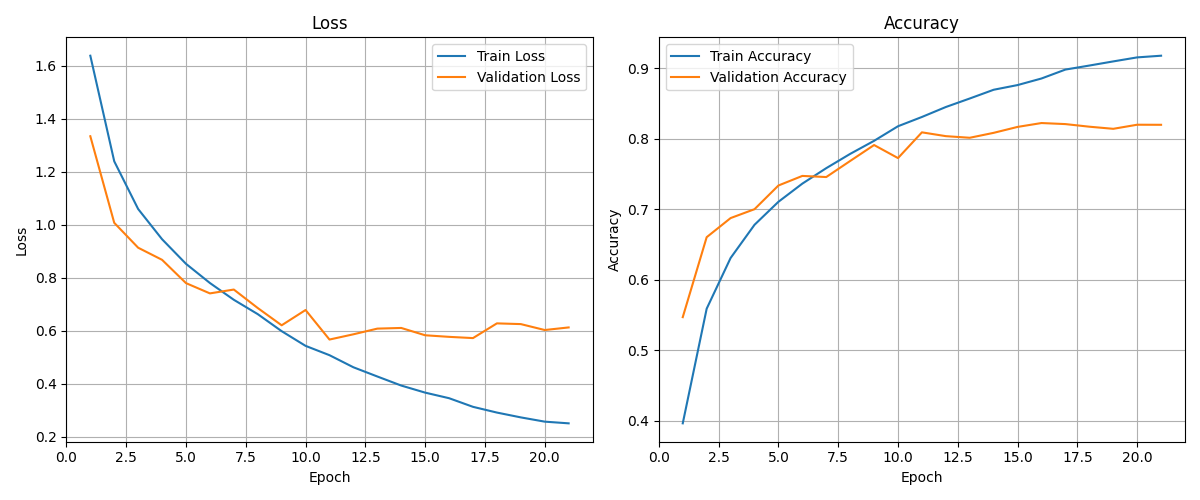 Loss
Train Loss
Validation Loss
1.6
1.4
1.2
1.0
0.8
0.6
0.4
0.2
Loss
0.0 2.5 5.0 7.5 10.0 12.5 15.0 17.5 20.0
Epoch
Accuracy
Train Accuracy
Validation Accuracy
0.9
0.8
0.7
0.6
0.5
0.4
Accuracy
0.0 2.5 5.0 7.5 10.0 12.5 15.0 17.5 20.0
Epoch